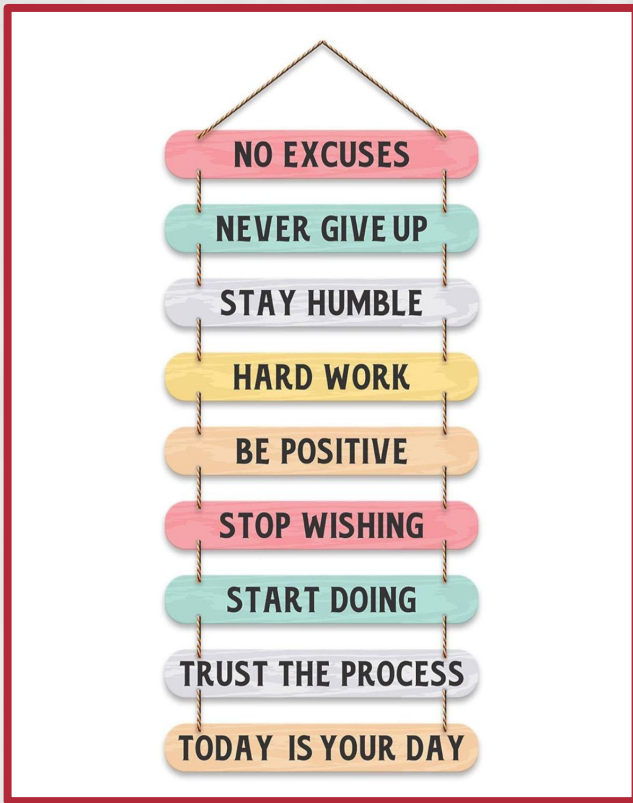 NO EXCUSES
NEVER GIVE UP
STAY HUMBLE
HARD WORK
BE POSITIVE
STOP WISHING
START DOING
TRUST THE PROCESS
TODAY IS YOUR DAY